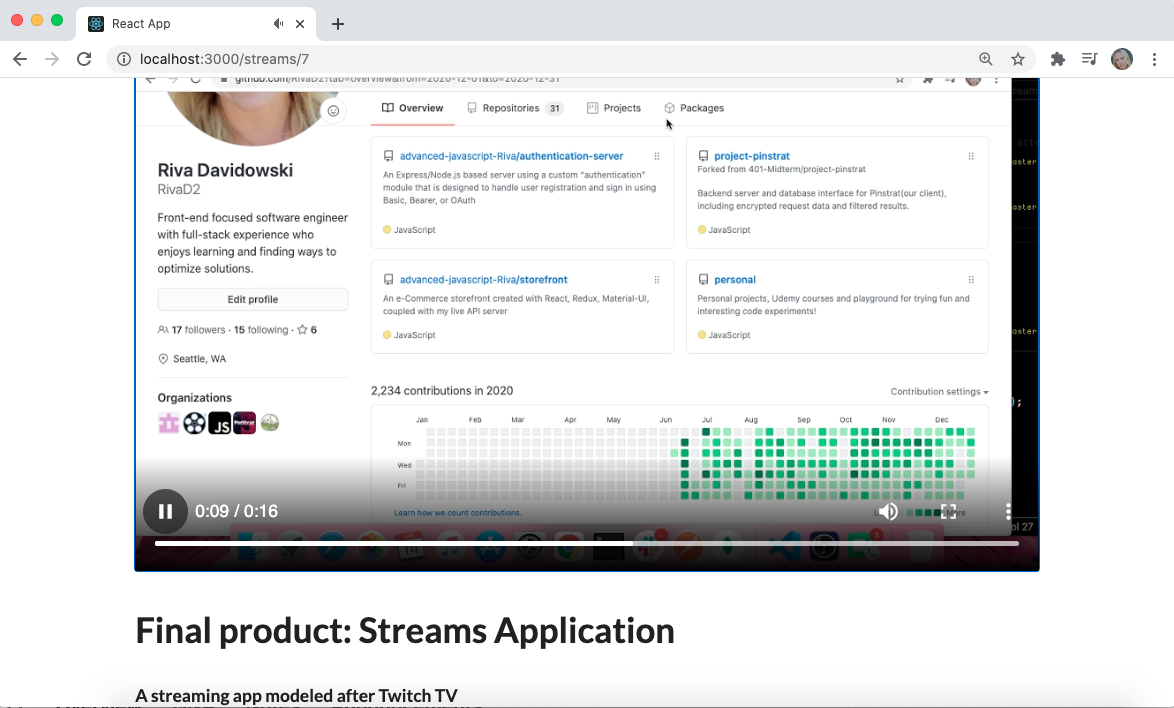 React App
localhost:3000/streams/7
github.com/RivaD2?tab=overview&from=2020-12-01&to=2020-12-31
Overview
Repositories 31
Projects
Packages
Riva Davidowski
RivaD2
Front-end focused software engineer
with full-stack experience who
enjoys learning and finding ways to
optimize solutions.
Edit profile
17 followers · 15 following · 6
Seattle, WA
Organizations
JS
advanced-javascript-Riva/authentication-server
An Express/Node.js based server using a custom "authentication"
module that is designed to handle user registration and sign in using
Basic, Bearer, or OAuth
JavaScript
project-pinstrat
Forked from 401-Midterm/project-pinstrat
Backend server and database interface for Pinstrat(our client),
including encrypted request data and filtered results.
JavaScript
advanced-javascript-Riva/storefront
An e-Commerce storefront created with React, Redux, Material-UI,
coupled with my live API server
JavaScript
personal
Personal projects, Udemy courses and playground for trying fun and
interesting code experiments!
JavaScript
2,234 contributions in 2020
Contribution settings
Jan Feb Mar Apr May Jun Jul Aug Sep Oct Nov Dec
Mon
Wed
Fri
Learn how we count contributions.
More
aster
aster
aster
);
ol 27
0:09 / 0:16
14
Final product: Streams Application
A streaming app modeled after Twitch TV